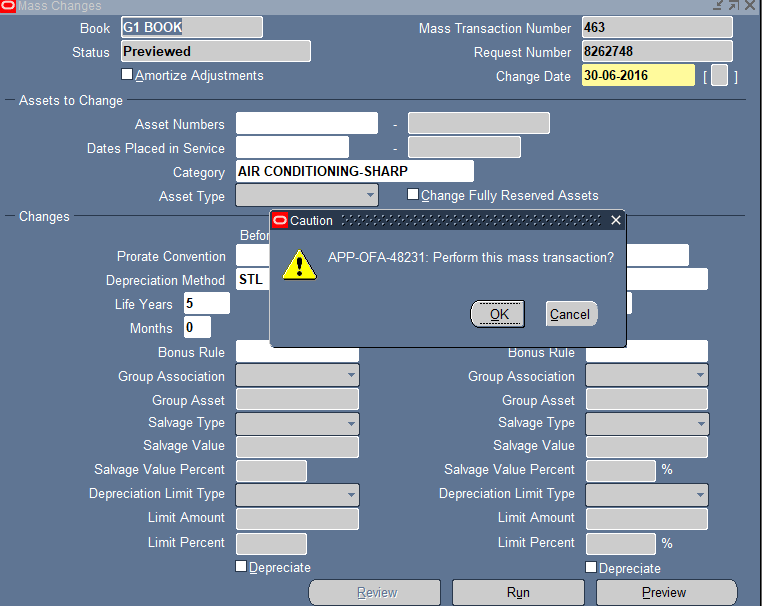 Mass Changes
Book G1 BOOK Mass Transaction Number 463
Status Previewed Request Number 8262748
Amortize Adjustments Change Date 30-06-2016 [ ]
Assets to Change
Asset Numbers -
Dates Placed in Service -
Category AIR CONDITIONING-SHARP
Asset Type Change Fully Reserved Assets
Changes
Caution
Befor
APP-OFA-48231: Perform this mass transaction?
OK Cancel
Prorate Convention
Depreciation Method STL
Life Years 5
Months 0
Bonus Rule Bonus Rule
Group Association Group Association
Group Asset Group Asset
Salvage Type Salvage Type
Salvage Value Salvage Value
Salvage Value Percent Salvage Value Percent %
Depreciation Limit Type Depreciation Limit Type
Limit Amount Limit Amount
Limit Percent Limit Percent %
Depreciate Depreciate
Review Run Preview